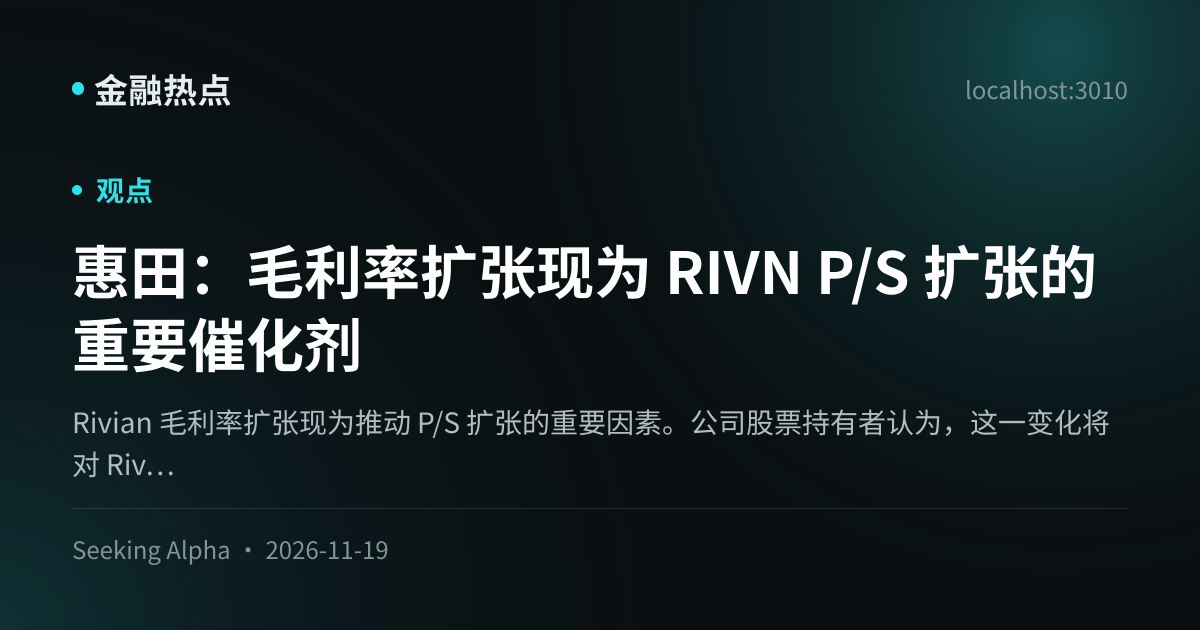 金融热点
localhost:3010
观点
惠田：毛利率扩张现为 RIVN P/S 扩张的
重要催化剂
Rivian 毛利率扩张现为推动 P/S 扩张的重要因素。公司股票持有者认为，这一变化将
对 Riv…
Seeking Alpha • 2026-11-19